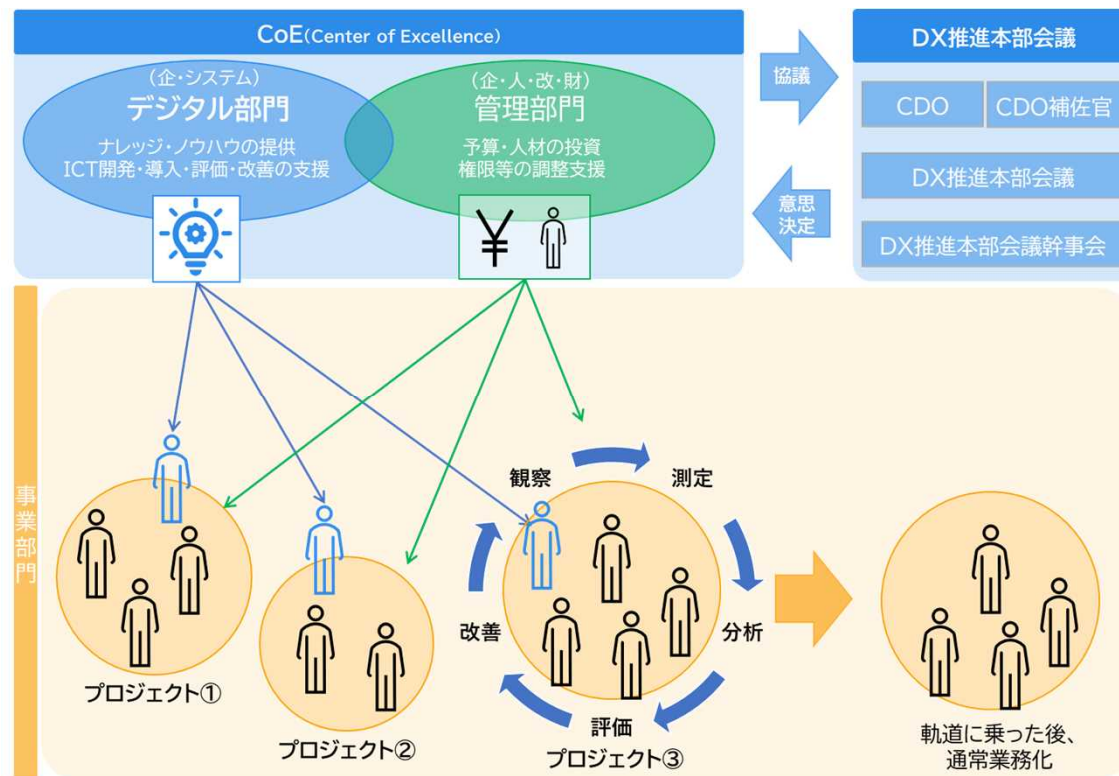 CoE(Center of Excellence)
(企・システム)
デジタル部門
ナレッジ・ノウハウの提供
ICT開発・導入・評価・改善の支援
(企・人・改・財)
管理部門
予算・人材の投資
権限等の調整支援
¥
協議
意思
決定
DX推進本部会議
CDO
CDO補佐官
DX推進本部会議
DX推進本部会議幹事会
事業部門
プロジェクト①
プロジェクト②
観察
測定
分析
評価
改善
プロジェクト③
軌道に乗った後、
通常業務化